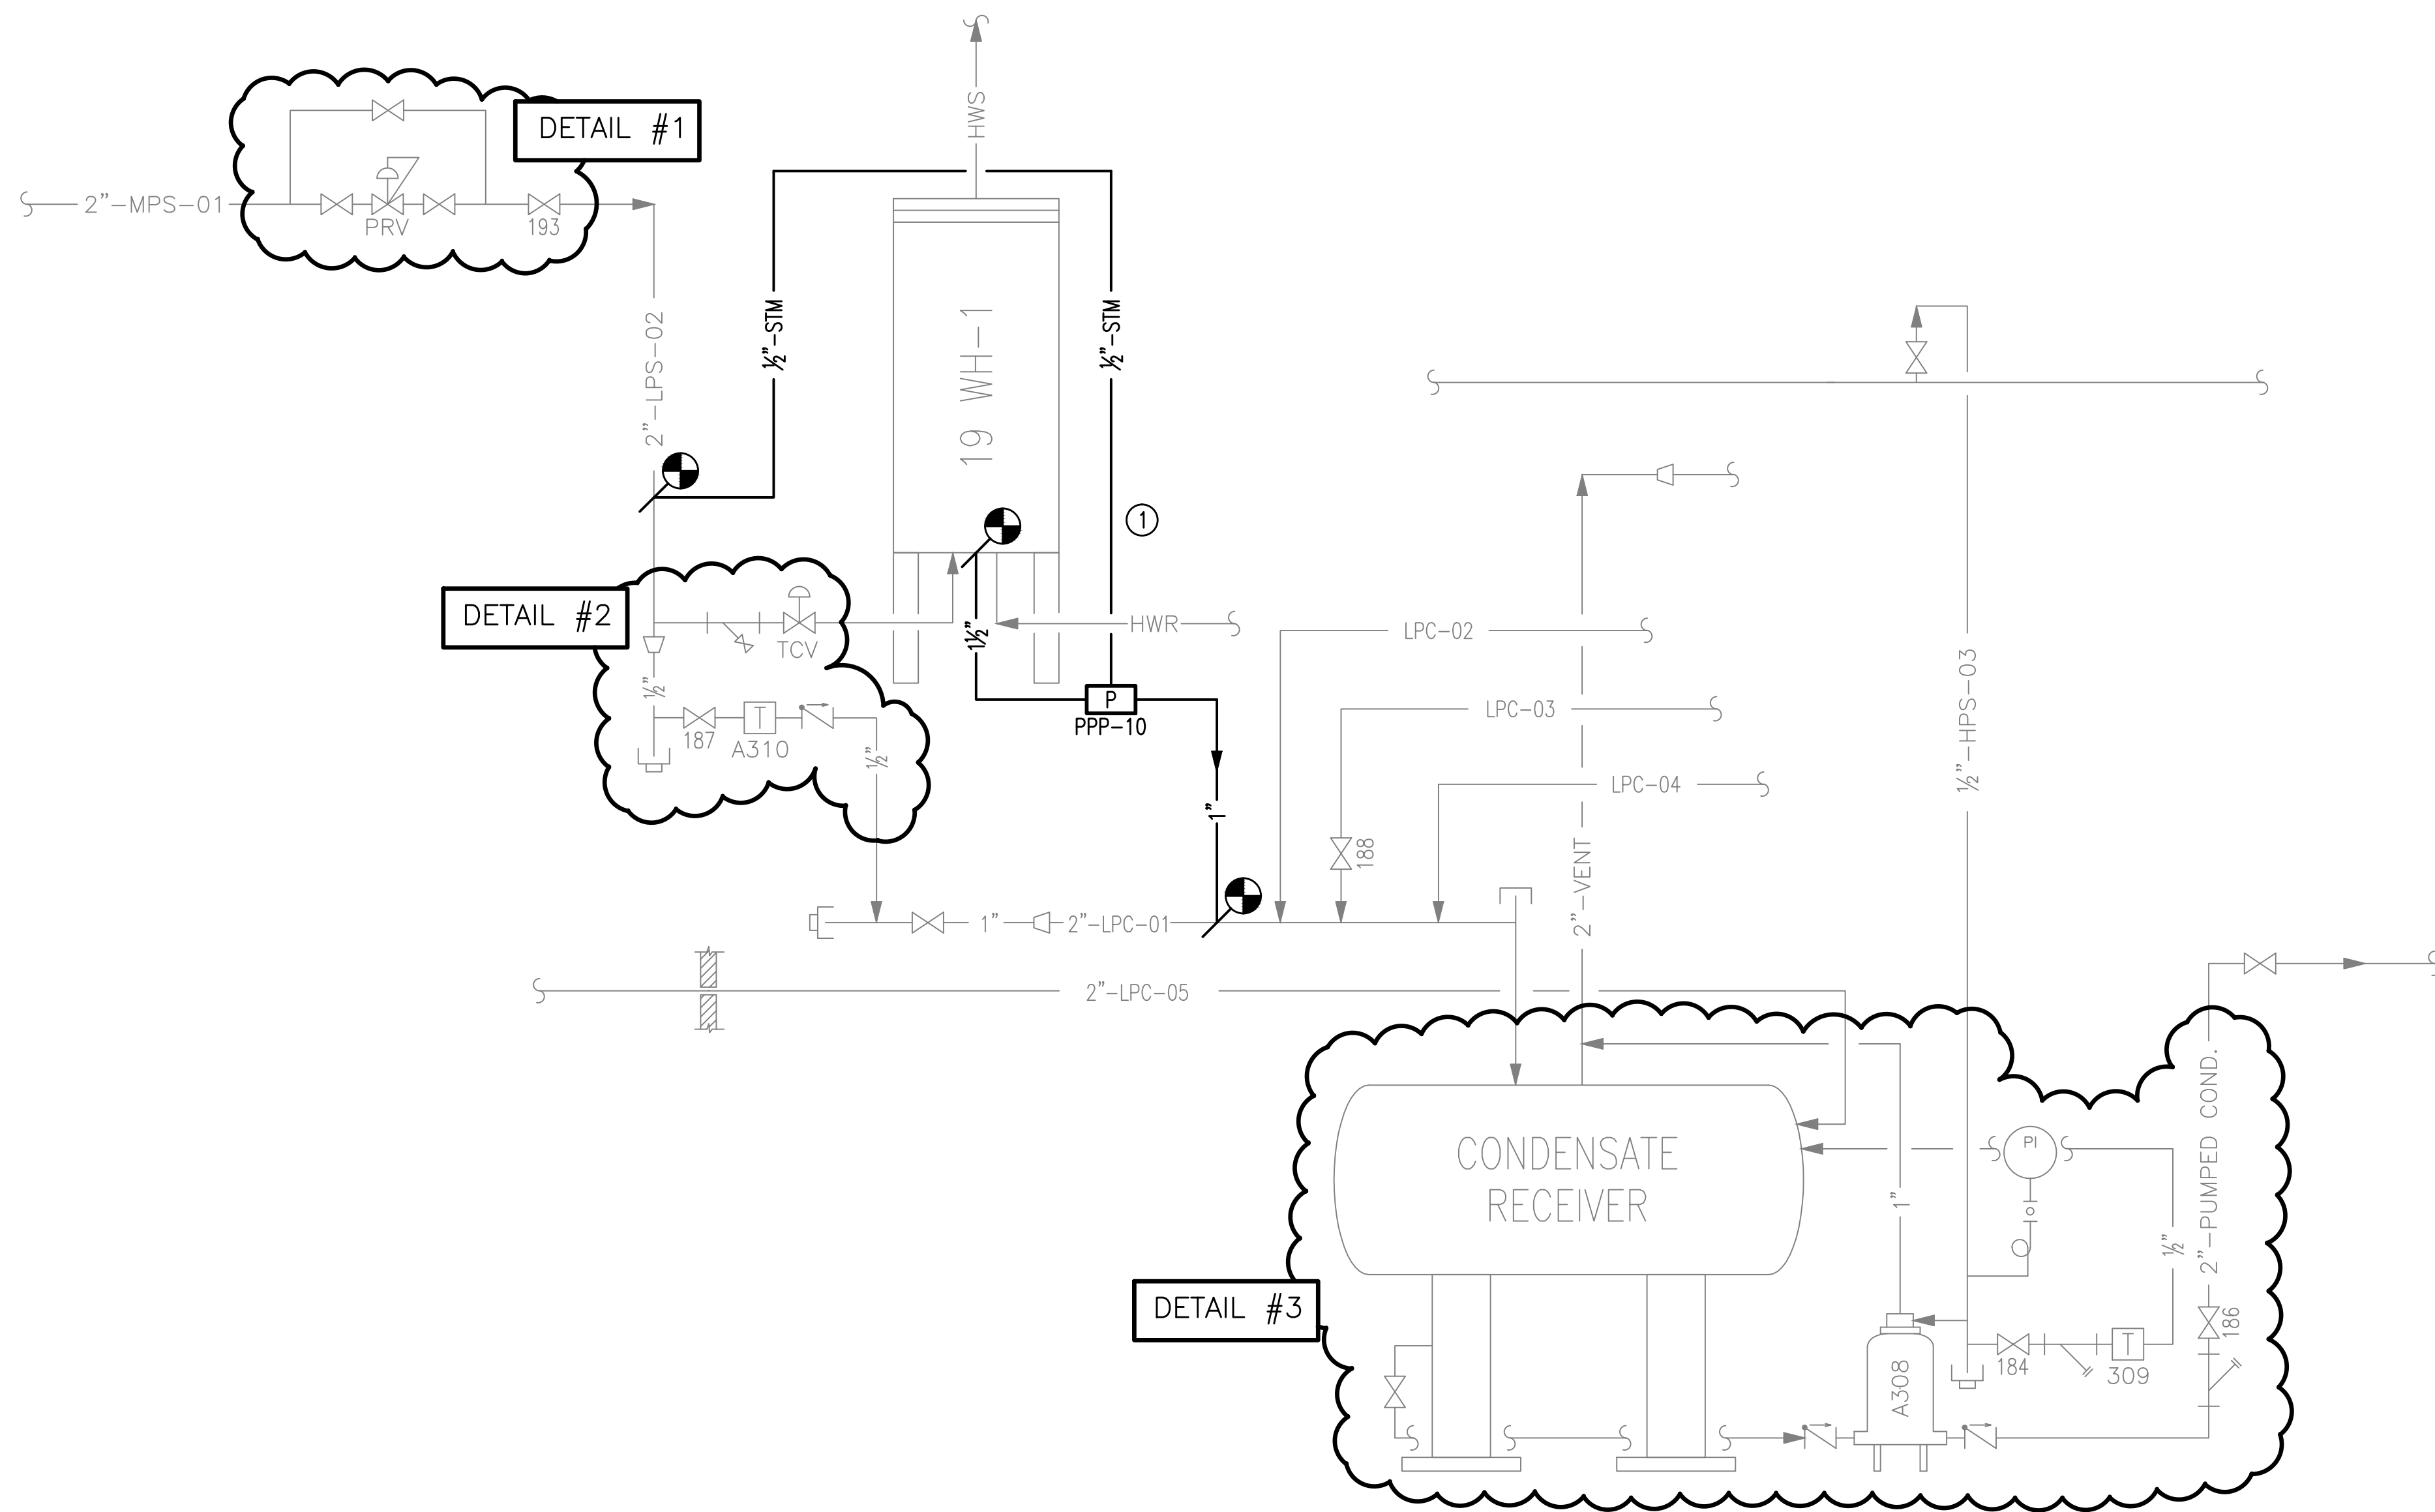 HWS
DETAIL #1
2"-MPS-01
PRV
193
2"-LPS-02
½"-STM
½"-STM
19 WH-1
1
DETAIL #2
TCV
½"
187
T
A310
½"
1½"
HWR
P
PPP-10
1"
LPC-02
LPC-03
LPC-04
188
2"-VENT
½"-HPS-03
1"
2"-LPC-01
2"-LPC-05
CONDENSATE
RECEIVER
DETAIL #3
PI
1"
½"
2"-PUMPED COND.
186
184
T
309
A308